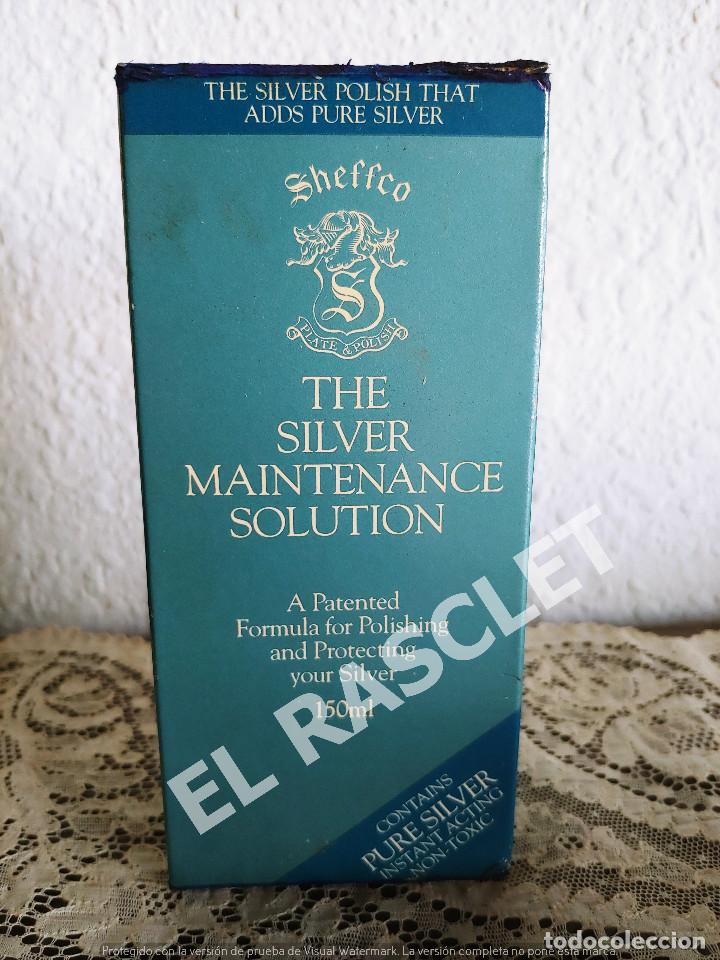 THE SILVER POLISH THAT
ADDS PURE SILVER
Sheffco
S
PLATE & POLISH
THE
SILVER
MAINTENANCE
SOLUTION
A Patented
Formula for Polishing
and Protecting
your Silver
150ml
CONTAINS
PURE SILVER
INSTANT ACTING
NON-TOXIC
EL RASCLET
todocoleccion
Protegido con la versión de prueba de Visual Watermark. La versión completa no pone esta marca.